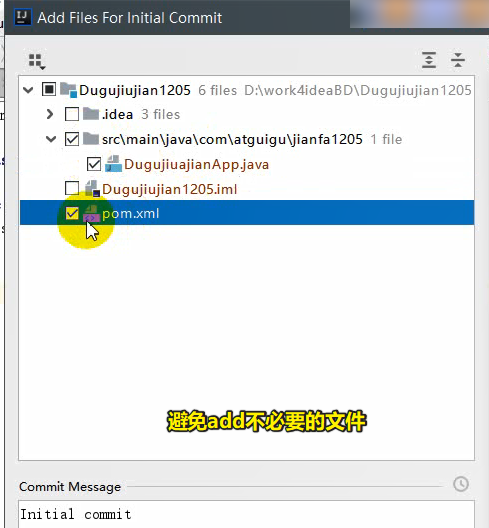 Add Files For Initial Commit
Dugujiujian1205 6 files D:\work4ideaBD\Dugujiujian1205
.idea 3 files
src\main\java\com\atguigu\jianfa1205 1 file
DugujiuajianApp.java
Dugujiujian1205.iml
pom.xml
避免add不必要的文件
Commit Message
Initial commit